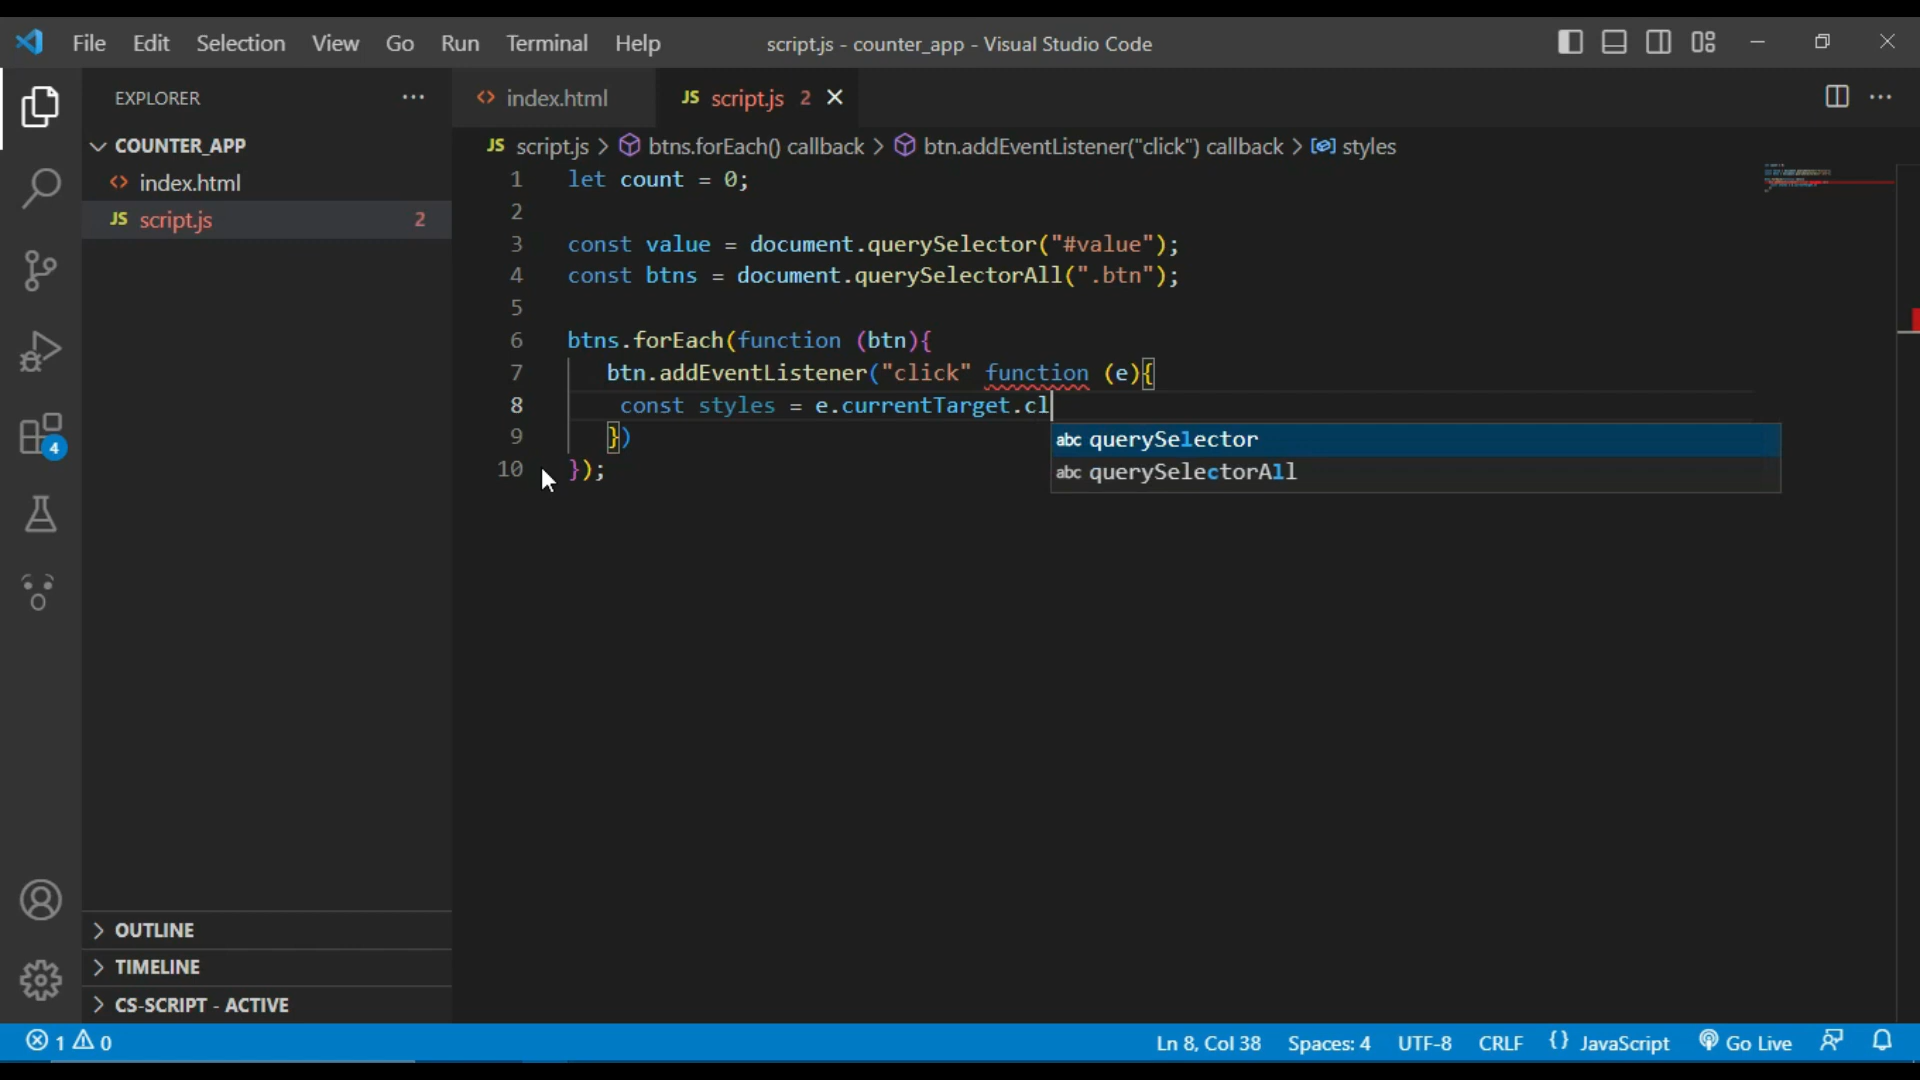 File Edit Selection View Go Run Terminal Help script.js - counter_app - Visual Studio Code
EXPLORER
COUNTER_APP
index.html
JS script.js 2
OUTLINE
TIMELINE
CS-SCRIPT - ACTIVE
4
index.html JS script.js 2
JS script.js > btns.forEach() callback > btn.addEventListener("click") callback > styles
1 let count = 0;
2
3 const value = document.querySelector("#value");
4 const btns = document.querySelectorAll(".btn");
5
6 btns.forEach(function (btn){
7 btn.addEventListener("click" function (e){
8 const styles = e.currentTarget.cl
9 })
10 });
abc querySelector
abc querySelectorAll
1 0 Ln 8, Col 38 Spaces: 4 UTF-8 CRLF {} JavaScript Go Live